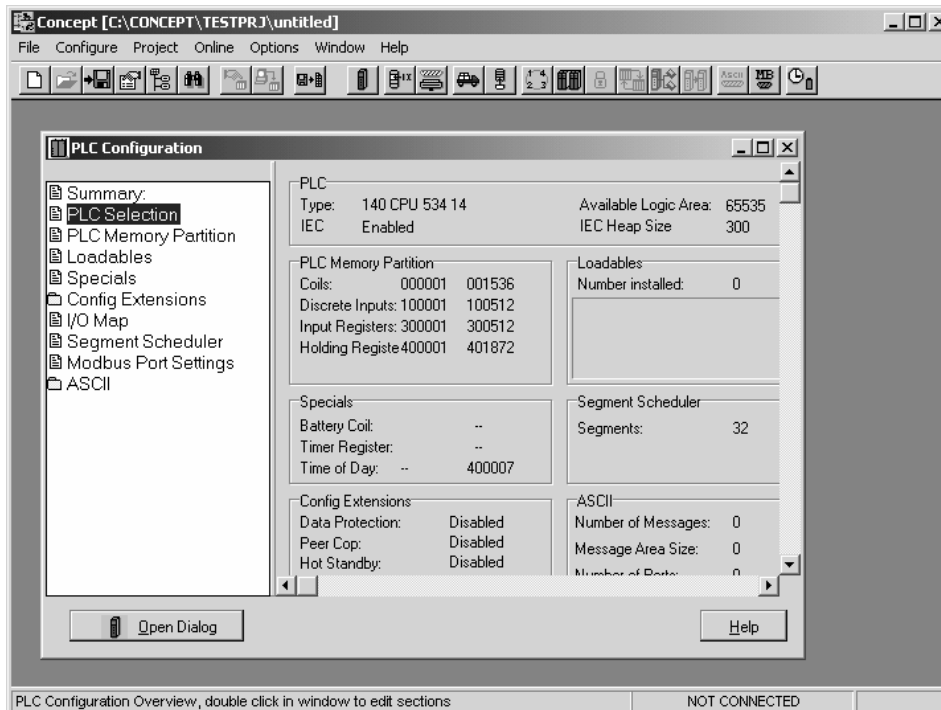 Concept [C:\CONCEPT\TESTPRJ\untitled]
File Configure Project Online Options Window Help
PLC Configuration
Summary:
PLC Selection
PLC Memory Partition
Loadables
Specials
Config Extensions
I/O Map
Segment Scheduler
Modbus Port Settings
ASCII
PLC
Type: 140 CPU 534 14 Available Logic Area: 65535
IEC Enabled IEC Heap Size 300
PLC Memory Partition
Coils: 000001 001536
Discrete Inputs: 100001 100512
Input Registers: 300001 300512
Holding Registe 400001 401872
Loadables
Number installed: 0
Specials
Battery Coil: --
Timer Register: --
Time of Day: -- 400007
Segment Scheduler
Segments: 32
Config Extensions
Data Protection: Disabled
Peer Cop: Disabled
Hot Standby: Disabled
ASCII
Number of Messages: 0
Message Area Size: 0
Number of Ports: 0
Open Dialog
Help
PLC Configuration Overview, double click in window to edit sections NOT CONNECTED